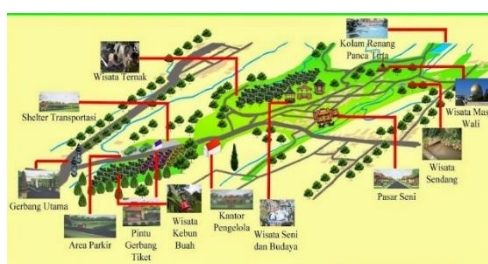 Kolam Renang
Panca Tirta
Wisata Ternak
Shelter Transportasi
Wisata Mas
Wali
Wisata
Sendang
Gerbang Utama
Area Parkir
Pintu
Gerbang
Tiket
Wisata
Kebun
Buah
Kantor
Pengelola
Wisata Seni
dan Budaya
Pasar Seni